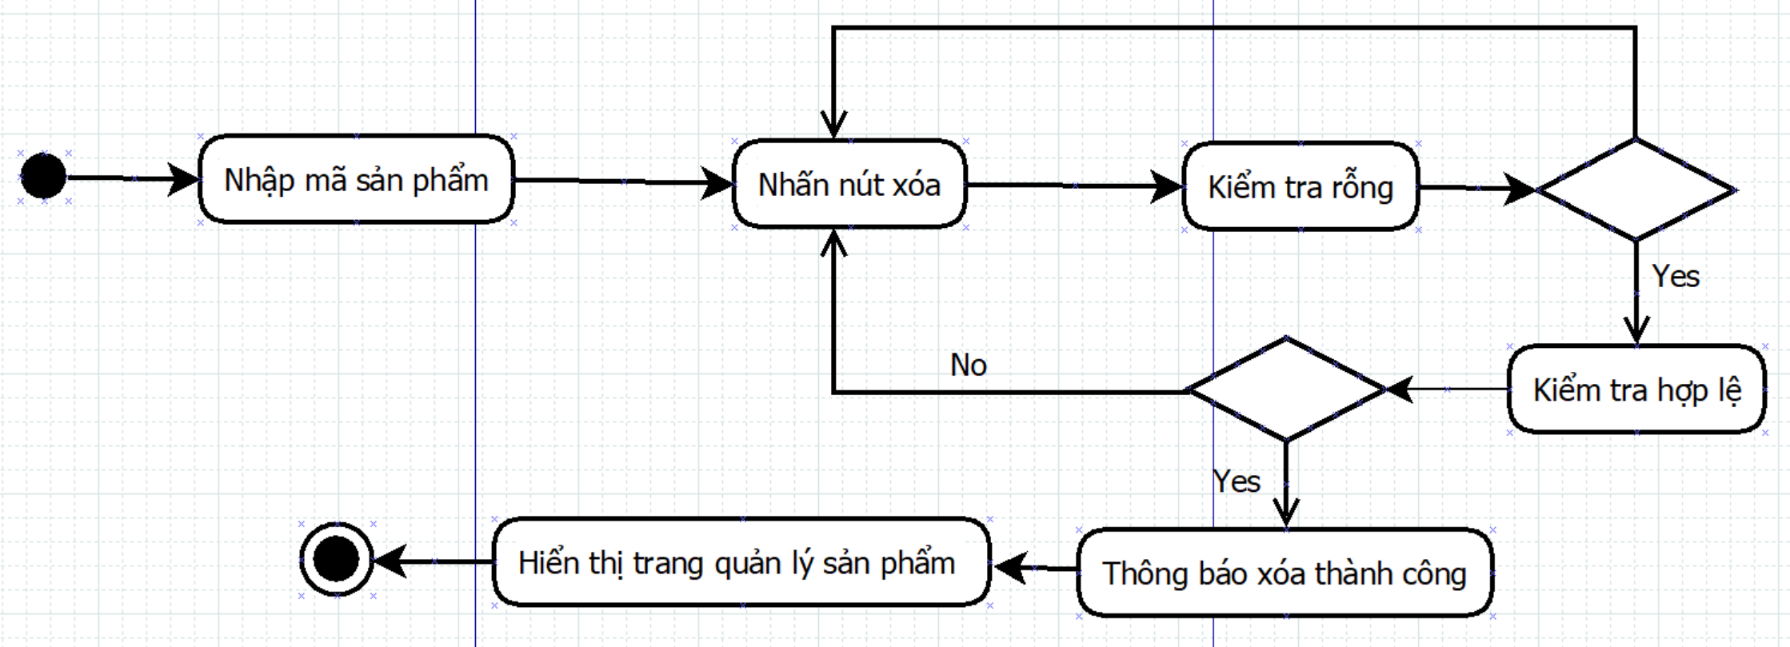 Nhập mã sản phẩm
Nhấn nút xóa
Kiểm tra rỗng
Yes
Kiểm tra hợp lệ
No
Yes
Thông báo xóa thành công
Hiển thị trang quản lý sản phẩm